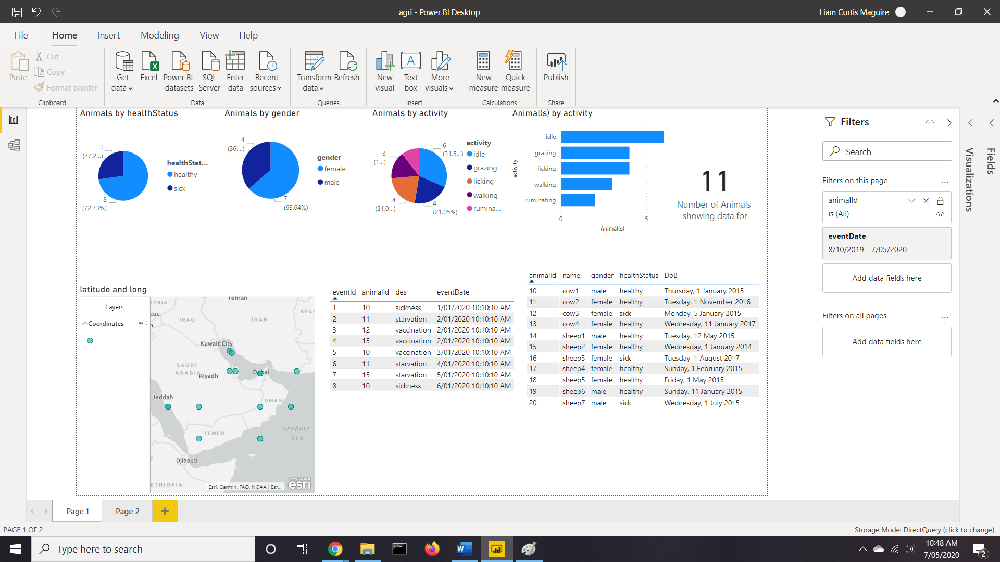 agri - Power BI Desktop
Liam Curtis Maguire
File Home Insert Modeling View Help
Paste
Cut
Copy
Format painter
Clipboard
Get data
Excel
Power BI datasets
SQL Server
Enter data
Recent sources
Data
Transform data
Refresh
Queries
New visual
Text box
More visuals
Insert
New measure
Quick measure
Calculations
Publish
Share
Animals by healthStatus
3
(27.2...)
8
(72.73%)
healthStat...
healthy
sick
Animals by gender
4
(36....)
7
(63.64%)
gender
female
male
Animals by activity
6
(31.5...)
3
(1...)
4
(21.0...)
4
(21.05%)
activity
idle
grazing
licking
walking
rumina...
Animal(s) by activity
activity
idle
grazing
licking
walking
ruminating
0 5
Animal(s)
11
Number of Animals
showing data for
latitude and long
Layers
Coordinates
SYRIA
cus
IRAQ
Tehran
IRAN
AFGH
Kuwait City
SAUDI
ARABIA
Riyadh
Dubai
Jeddah
OMAN
YEMEN
Arabian
Sea
Djibouti
ETHIOPIA
Esri, Garmin, FAO, NOAA | Esr...
POWERED BY
esri
eventId animalId des eventDate
1 10 sickness 1/01/2020 10:10:10 AM
2 11 starvation 2/01/2020 10:10:10 AM
3 12 vaccination 2/01/2020 10:10:10 AM
4 15 vaccination 2/01/2020 10:10:10 AM
5 10 vaccination 3/01/2020 10:10:10 AM
6 11 starvation 4/01/2020 10:10:10 AM
7 15 starvation 5/01/2020 10:10:10 AM
8 10 sickness 6/01/2020 10:10:10 AM
animalId name gender healthStatus DoB
10 cow1 male healthy Thursday, 1 January 2015
11 cow2 female healthy Tuesday, 1 November 2016
12 cow3 female sick Monday, 5 January 2015
13 cow4 female healthy Wednesday, 11 January 2017
14 sheep1 male healthy Tuesday, 12 May 2015
15 sheep2 female healthy Wednesday, 1 January 2014
16 sheep3 female sick Tuesday, 1 August 2017
17 sheep4 female healthy Sunday, 1 February 2015
18 sheep5 female healthy Friday, 1 May 2015
19 sheep6 male healthy Sunday, 11 January 2015
20 sheep7 male sick Wednesday, 1 July 2015
Filters
Search
Filters on this page ...
animalId
is (All)
eventDate
8/10/2019 - 7/05/2020
Add data fields here
Filters on all pages ...
Add data fields here
Visualizations
Fields
Page 1 Page 2 +
PAGE 1 OF 2
Storage Mode: DirectQuery (click to change)
Type here to search
10:48 AM
7/05/2020
2